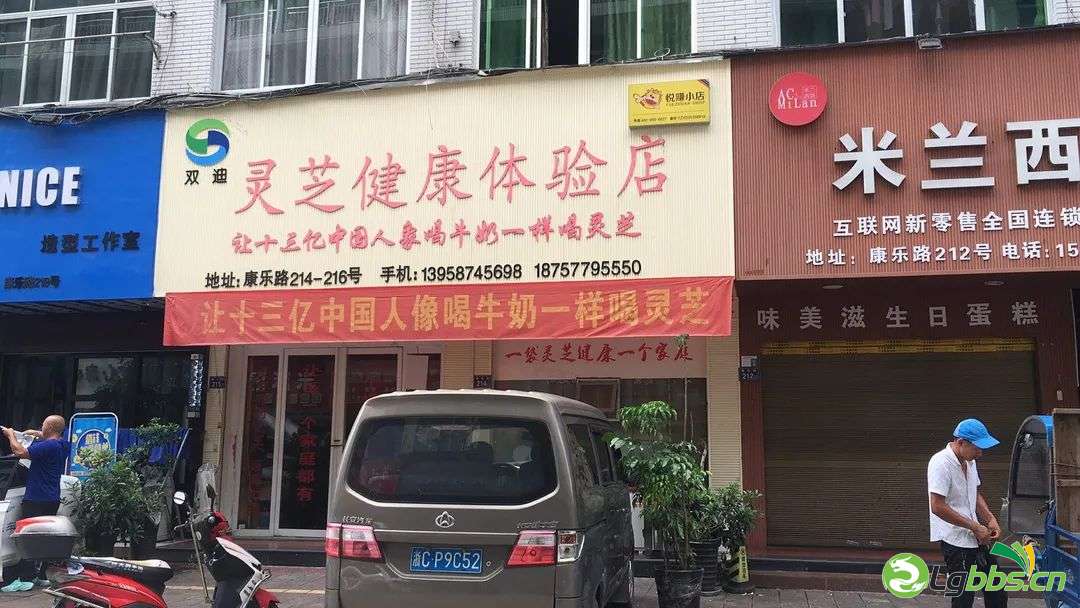 NICE
造型工作室
双迪
灵芝健康体验店
悦赚小店
让十三亿中国人象喝牛奶一样喝灵芝
地址:康乐路214-216号 手机:13958745698 18757795550
让十三亿中国人像喝牛奶一样喝灵芝
一袋灵芝健康一个家庭
个家庭都有
AC.
MiLan
米兰西
互联网新零售全国连锁
地址:康乐路212号 电话:15
味美滋生日蛋糕
浙C·P9C52
tgbbs.cn